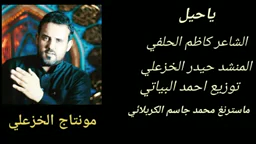 ياحيل
الشاعر كاظم الحلفي
المنشد حيدر الخزعلي
توزيع احمد البياتي
ماسترنغ محمد جاسم الكربلائي
مونتاج الخزعلي